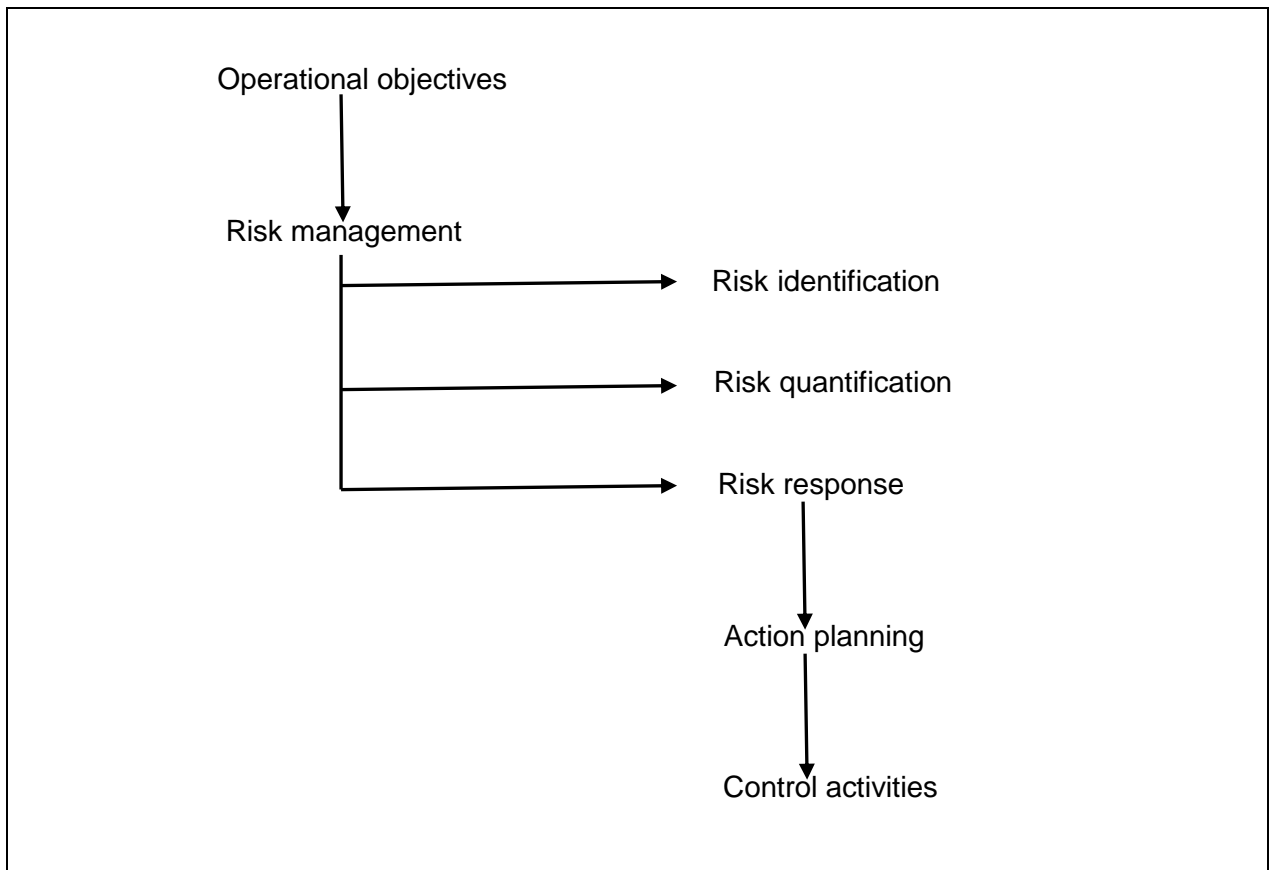 Operational objectives
Risk management
Risk identification
Risk quantification
Risk response
Action planning
Control activities